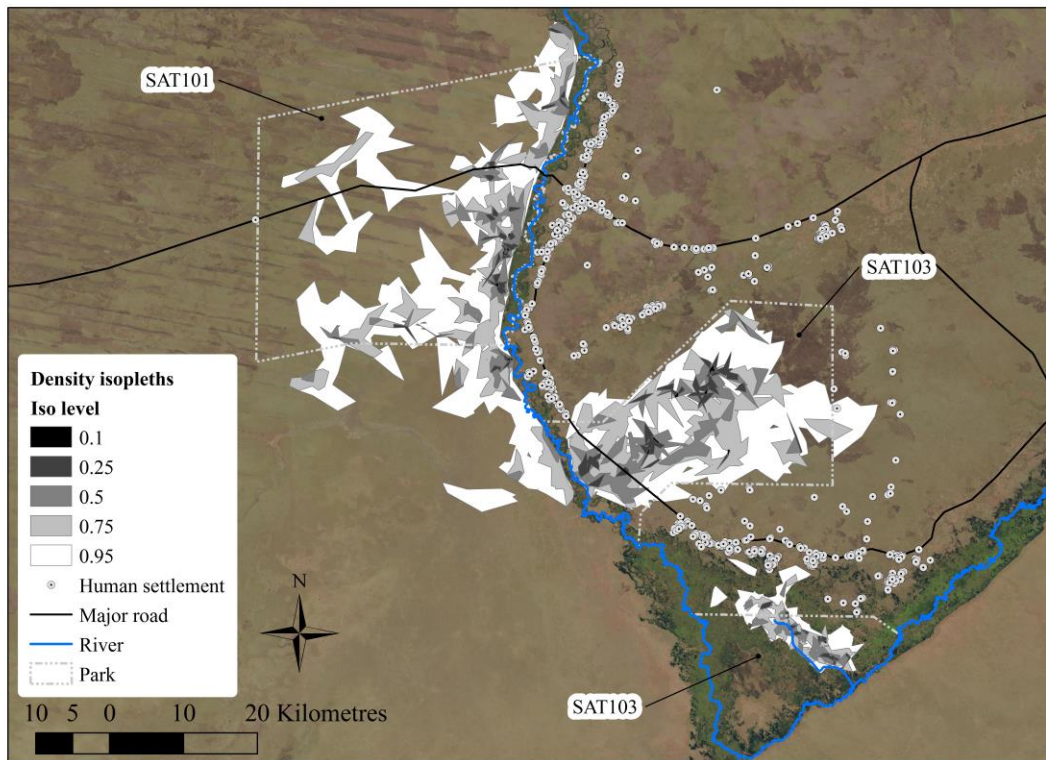 SAT101
SAT103
Density isopleths
Iso level
0.1
0.25
0.5
0.75
0.95
Human settlement
Major road
River
Park
N
10 5 0 10 20 Kilometres
SAT103